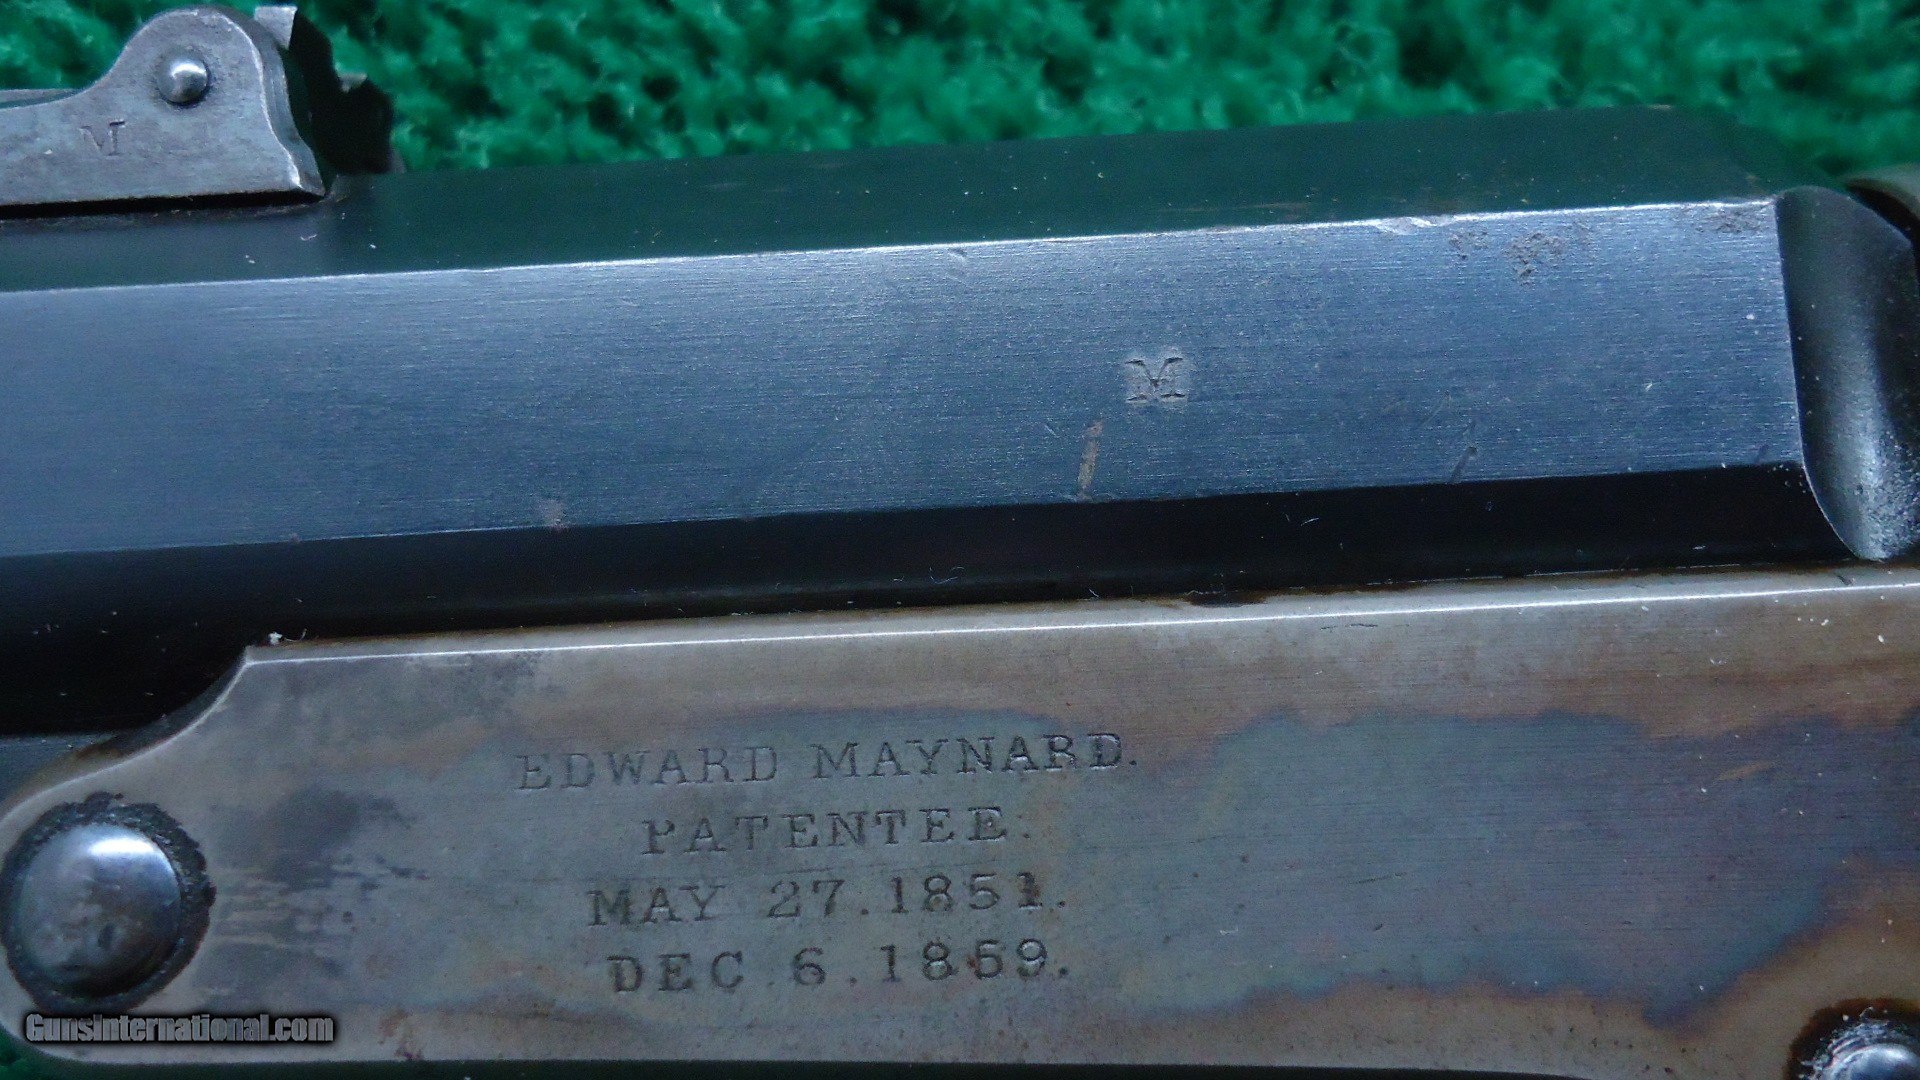 M
M
EDWARD MAYNARD.
PATENTEE.
MAY 27.1851.
DEC 6.1859.
GunsInternational.com